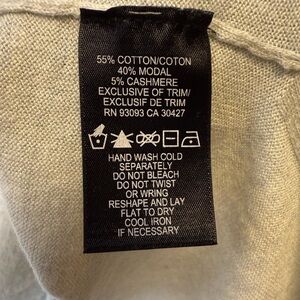 55% COTTON/COTON
40% MODAL
5% CASHMERE
EXCLUSIVE OF TRIM/
EXCLUSIF DE TRIM
RN 93093 CA 30427
HAND WASH COLD
SEPARATELY
DO NOT BLEACH
DO NOT TWIST
OR WRING
RESHAPE AND LAY
FLAT TO DRY
COOL IRON
IF NECESSARY